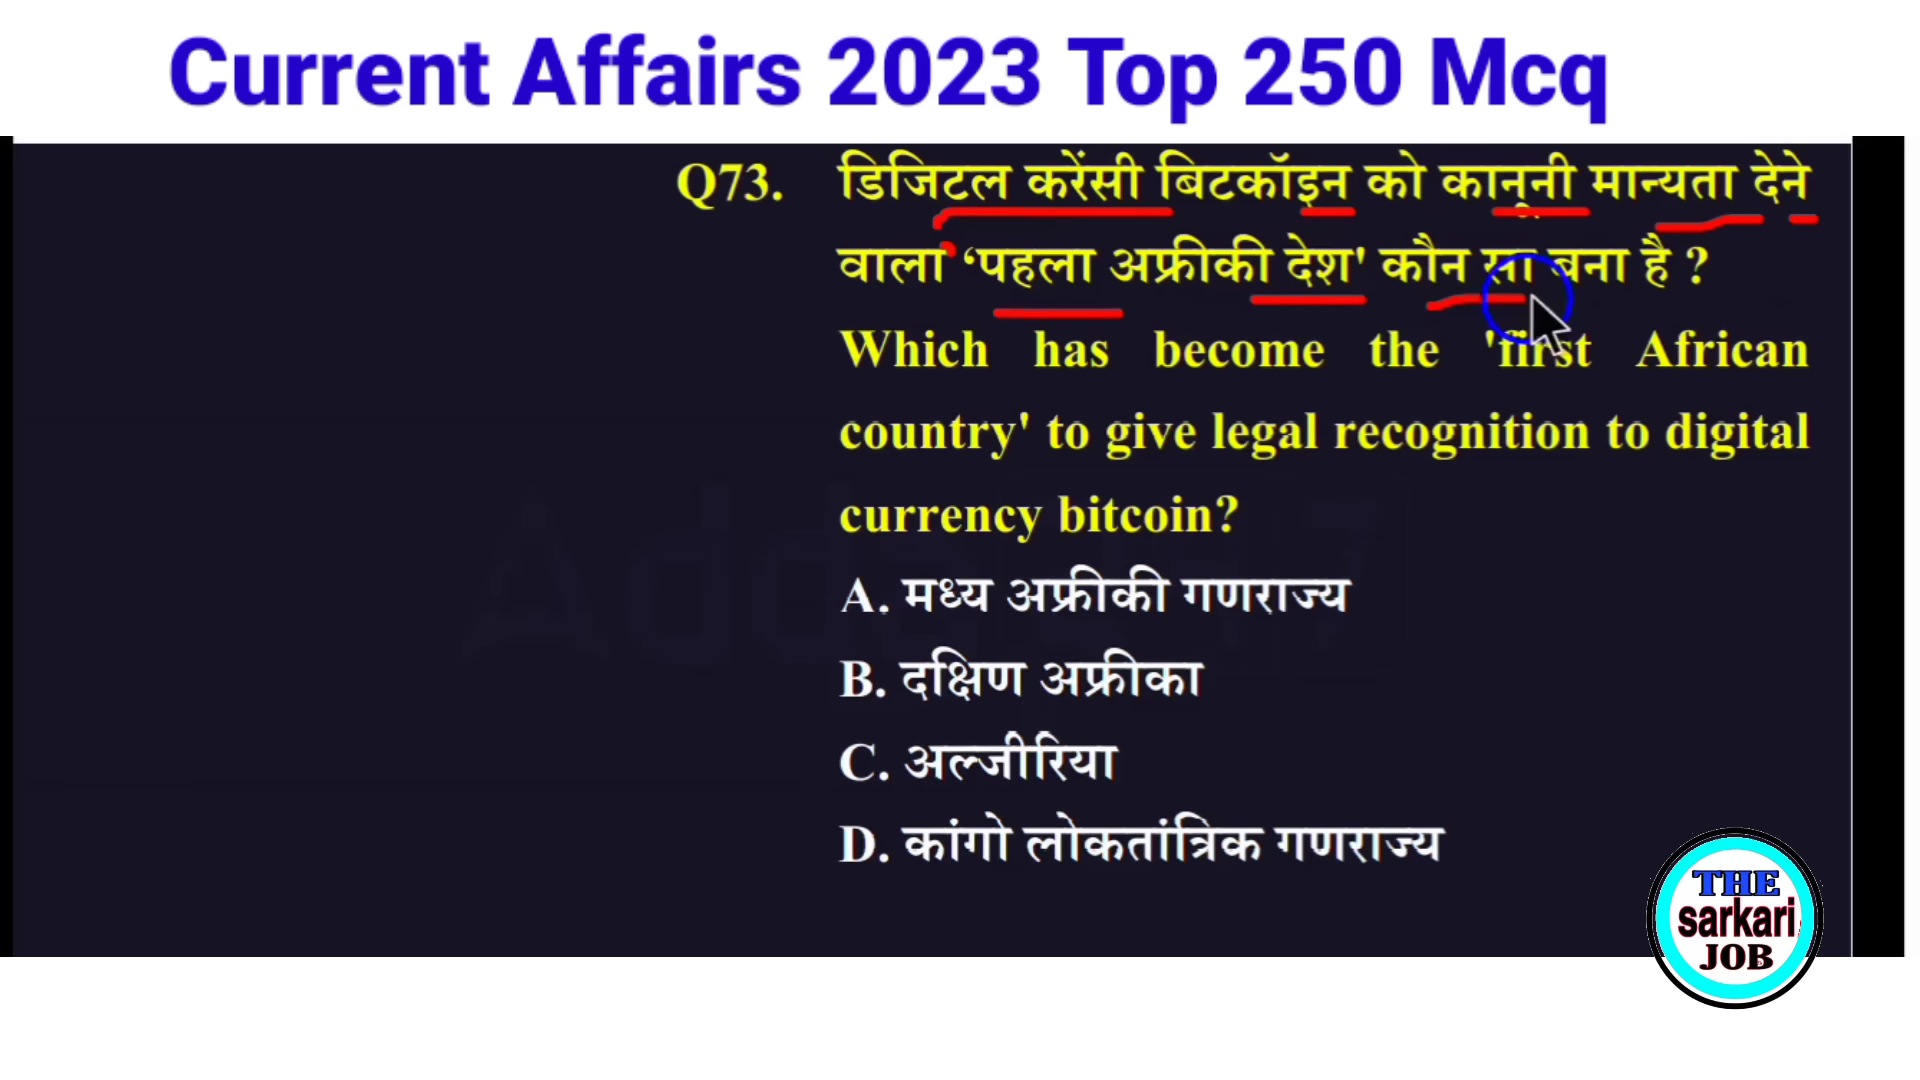 Current Affairs 2023 Top 250 Mcq
Q73. डिजिटल करेंसी बिटकॉइन को कानूनी मान्यता देने
वाला ‘पहला अफ्रीकी देश' कौन सा बना है ?
Which has become the 'first African
country' to give legal recognition to digital
currency bitcoin?
A. मध्य अफ्रीकी गणराज्य
B. दक्षिण अफ्रीका
C. अल्जीरिया
D. कांगो लोकतांत्रिक गणराज्य
THE
sarkari
JOB